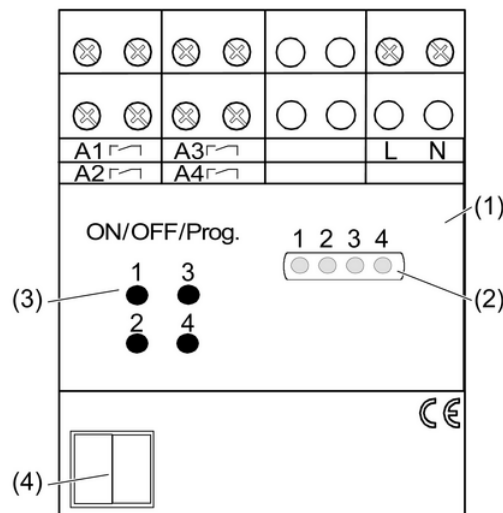 A1 A3 L N
A2 A4
(1)
ON/OFF/Prog.
1 2 3 4
(2)
(3)
1 3
2 4
CE
(4)